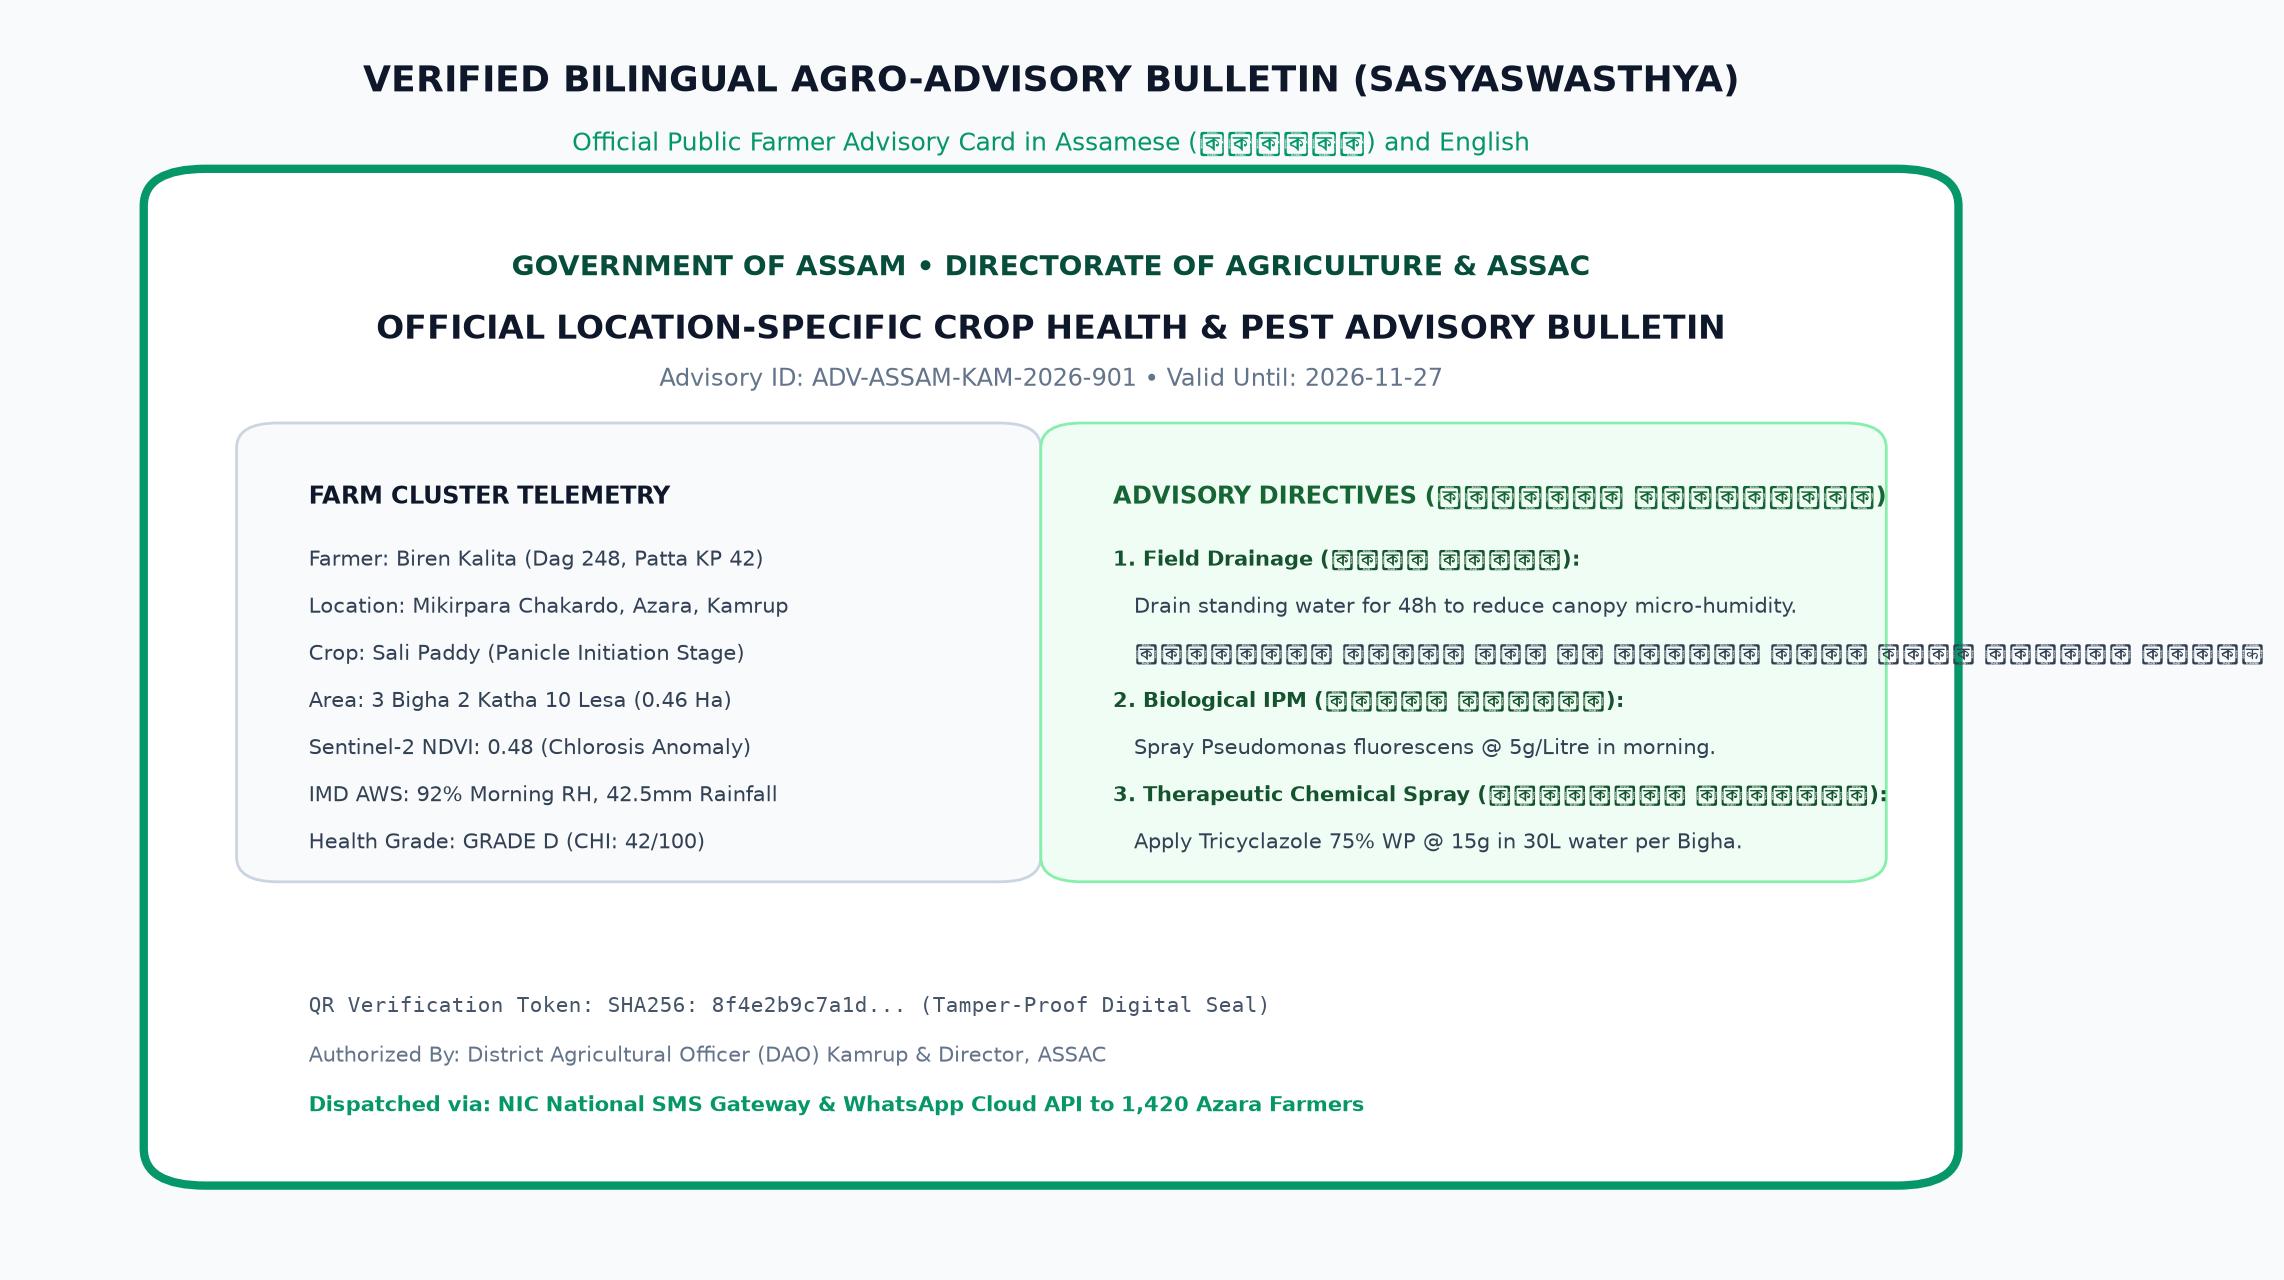 VERIFIED BILINGUAL AGRO-ADVISORY BULLETIN (SASYASWASTHYA)
Official Public Farmer Advisory Card in Assamese () and English
GOVERNMENT OF ASSAM • DIRECTORATE OF AGRICULTURE & ASSAC
OFFICIAL LOCATION-SPECIFIC CROP HEALTH & PEST ADVISORY BULLETIN
Advisory ID: ADV-ASSAM-KAM-2026-901 • Valid Until: 2026-11-27
FARM CLUSTER TELEMETRY
Farmer: Biren Kalita (Dag 248, Patta KP 42)
Location: Mikirpara Chakardo, Azara, Kamrup
Crop: Sali Paddy (Panicle Initiation Stage)
Area: 3 Bigha 2 Katha 10 Lesa (0.46 Ha)
Sentinel-2 NDVI: 0.48 (Chlorosis Anomaly)
IMD AWS: 92% Morning RH, 42.5mm Rainfall
Health Grade: GRADE D (CHI: 42/100)
ADVISORY DIRECTIVES ()
1. Field Drainage ():
Drain standing water for 48h to reduce canopy micro-humidity.
2. Biological IPM ():
Spray Pseudomonas fluorescens @ 5g/Litre in morning.
3. Therapeutic Chemical Spray ():
Apply Tricyclazole 75% WP @ 15g in 30L water per Bigha.
QR Verification Token: SHA256: 8f4e2b9c7a1d... (Tamper-Proof Digital Seal)
Authorized By: District Agricultural Officer (DAO) Kamrup & Director, ASSAC
Dispatched via: NIC National SMS Gateway & WhatsApp Cloud API to 1,420 Azara Farmers